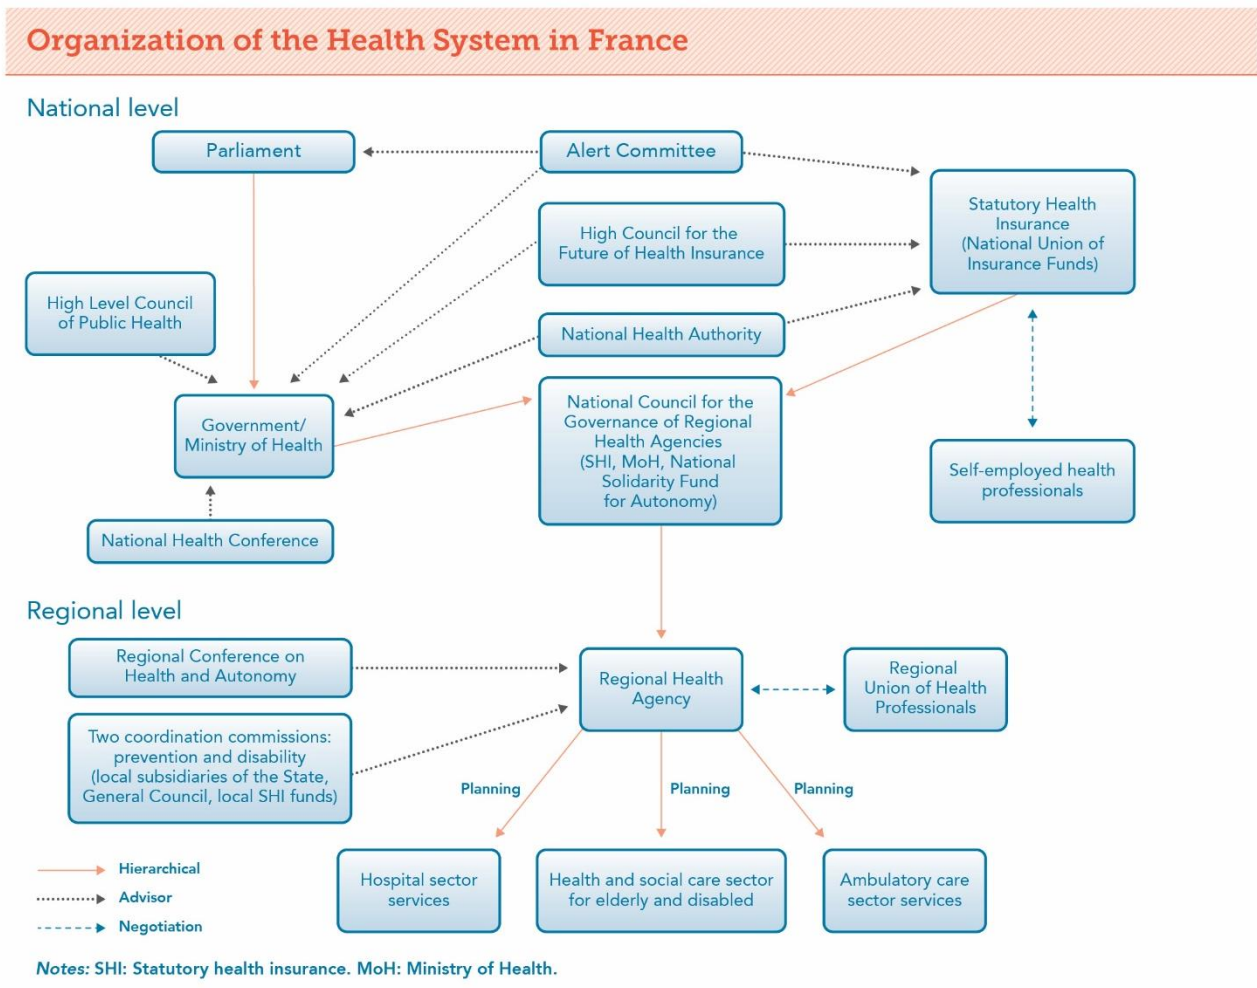 Organization of the Health System in France
National level
Parliament
Alert Committee
Statutory Health
Insurance
(National Union of
Insurance Funds)
High Council for the
Future of Health Insurance
High Level Council
of Public Health
National Health Authority
Government/
Ministry of Health
National Council for the
Governance of Regional
Health Agencies
(SHI, MoH, National
Solidarity Fund
for Autonomy)
Self-employed health
professionals
National Health Conference
Regional level
Regional Conference on
Health and Autonomy
Regional Health
Agency
Regional
Union of Health
Professionals
Two coordination commissions:
prevention and disability
(local subsidiaries of the State,
General Council, local SHI funds)
Planning
Planning
Planning
Hospital sector
services
Health and social care sector
for elderly and disabled
Ambulatory care
sector services
Hierarchical
Advisor
Negotiation
Notes: SHI: Statutory health insurance. MoH: Ministry of Health.